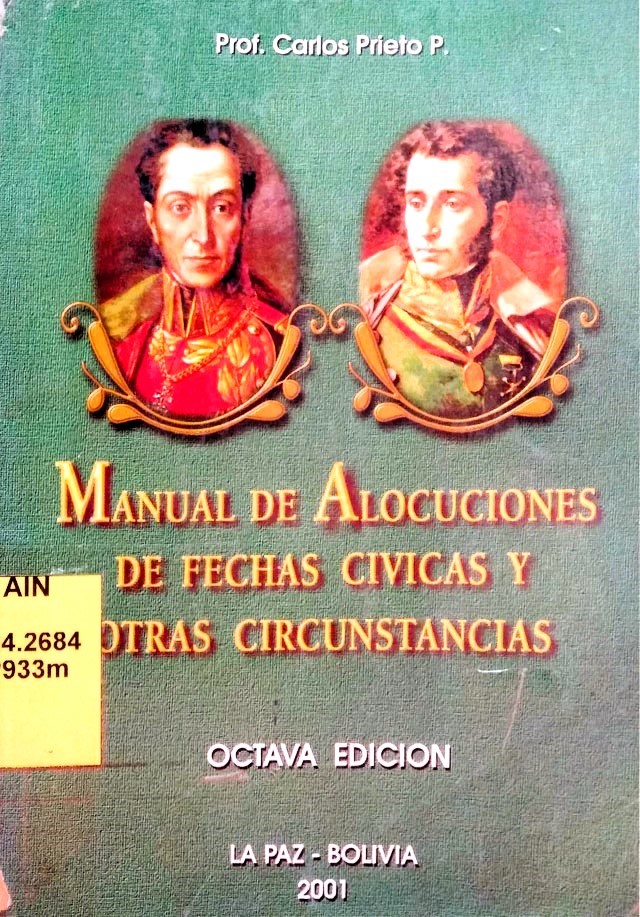 Prof. Carlos Prieto P.
MANUAL DE ALOCUCIONES
DE FECHAS CIVICAS Y
OTRAS CIRCUNSTANCIAS
AIN
4.2684
933m
OCTAVA EDICION
LA PAZ - BOLIVIA
2001